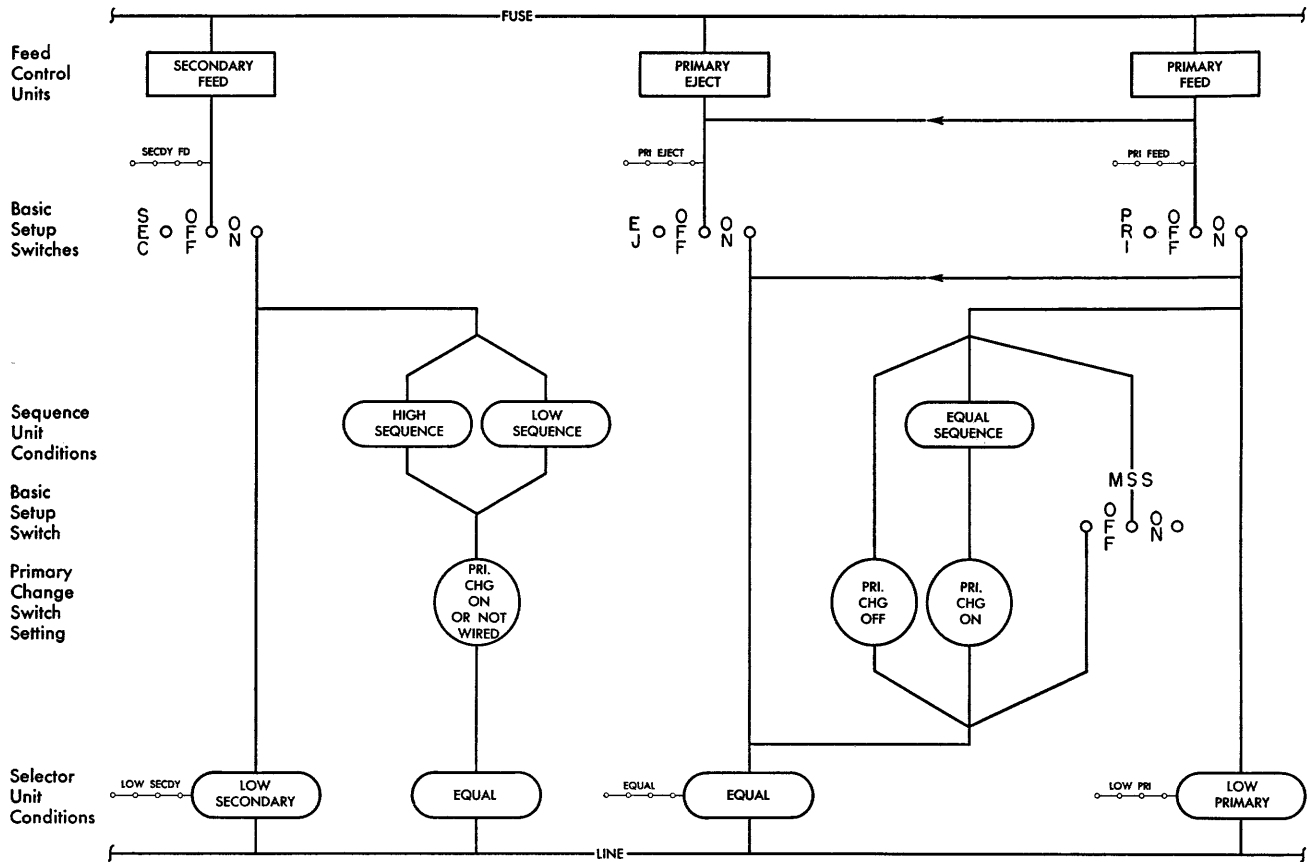 FUSE
Feed
Control
Units
SECONDARY
FEED
PRIMARY
EJECT
PRIMARY
FEED
SECDY FD
PRI EJECT
PRI FEED
Basic
Setup
Switches
SEC
OFF
ON
EJ
OFF
ON
PRI
OFF
ON
Sequence
Unit
Conditions
HIGH
SEQUENCE
LOW
SEQUENCE
EQUAL
SEQUENCE
Basic
Setup
Switch
MSS
OFF
ON
Primary
Change
Switch
Setting
PRI.
CHG
ON
OR NOT
WIRED
PRI.
CHG
OFF
PRI.
CHG
ON
Selector
Unit
Conditions
LOW SECDY
LOW
SECONDARY
EQUAL
EQUAL
EQUAL
LOW PRI
LOW
PRIMARY
LINE